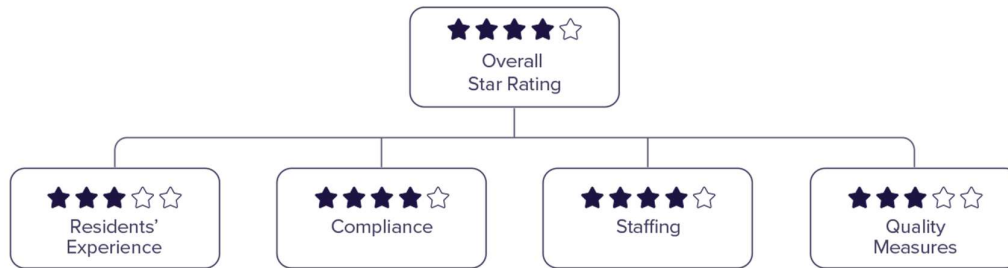 Overall
Star Rating
Residents’
Experience
Compliance
Staffing
Quality
Measures